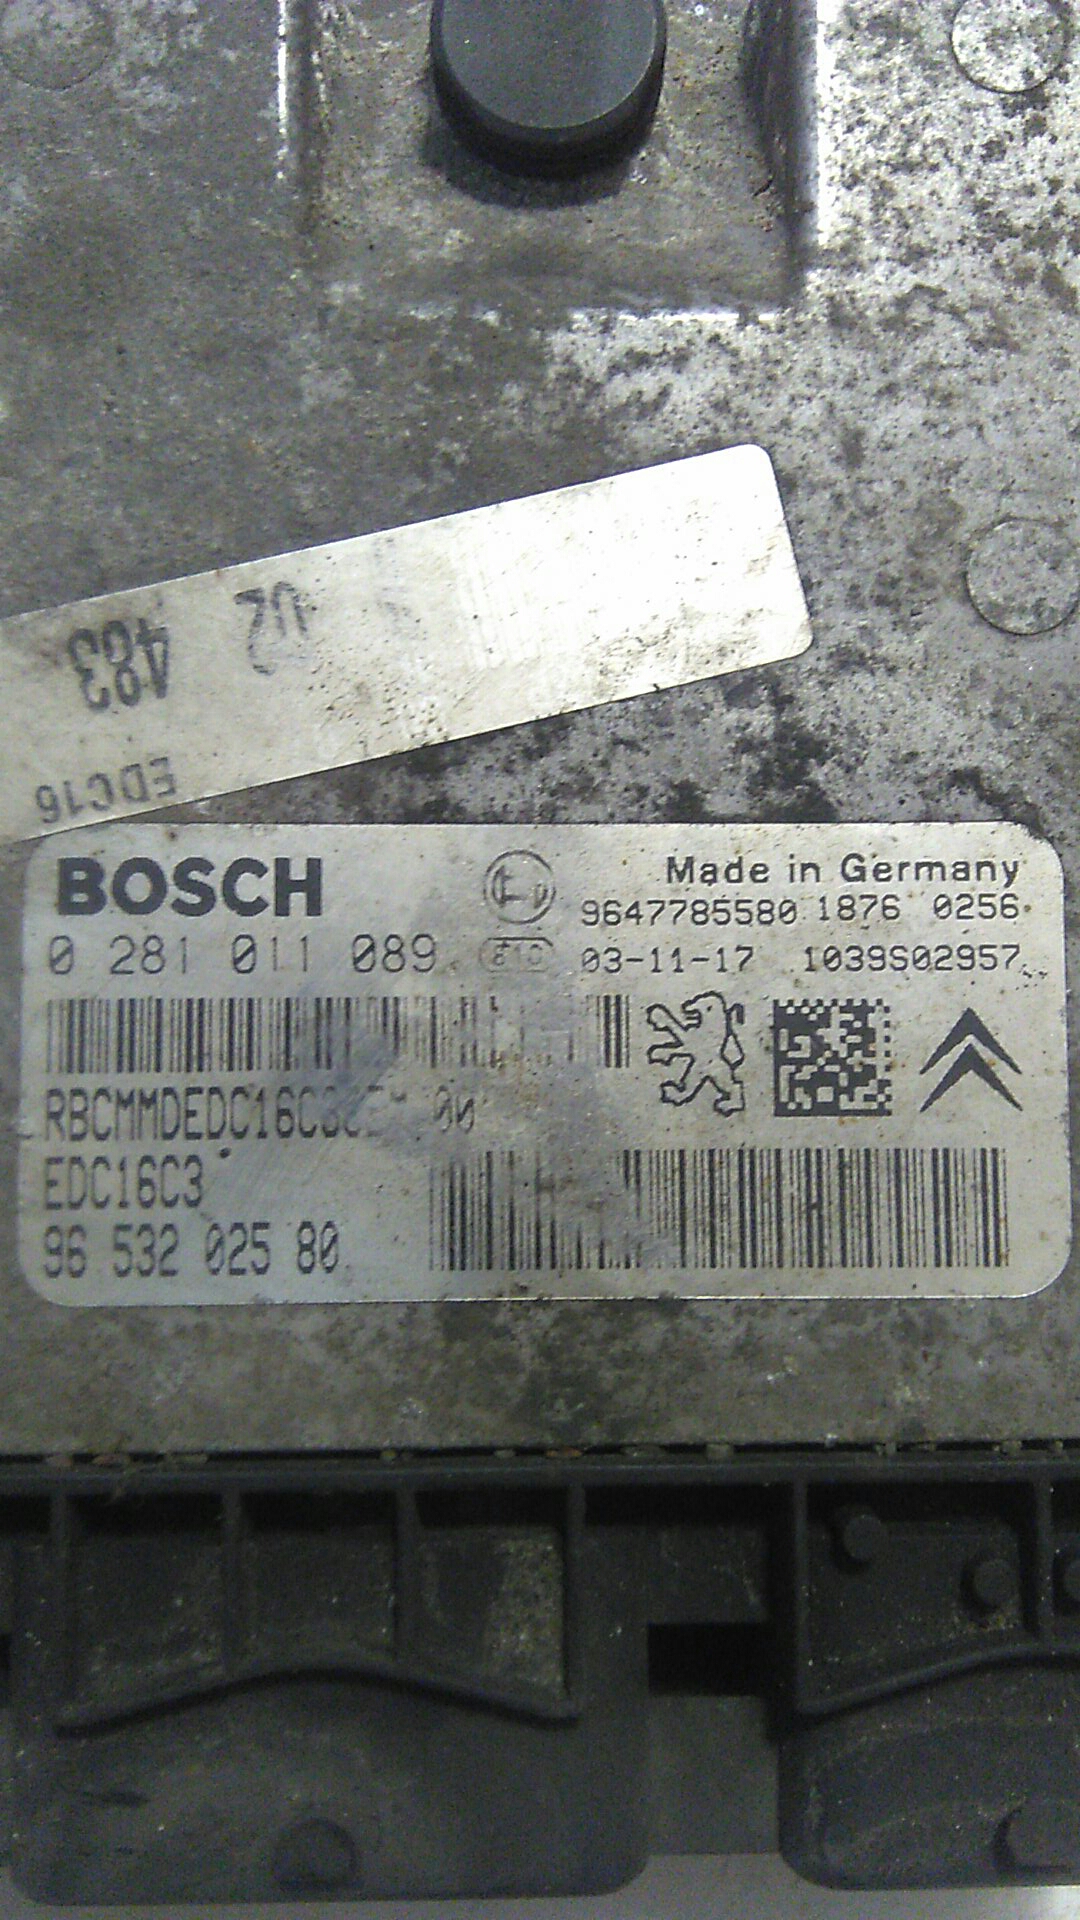 483
EDC16
BOSCH
Made in Germany
9647785580 1876 0256
0 281 011 089
03-11-17 1039S02957
EDC16C3
96 532 025 80